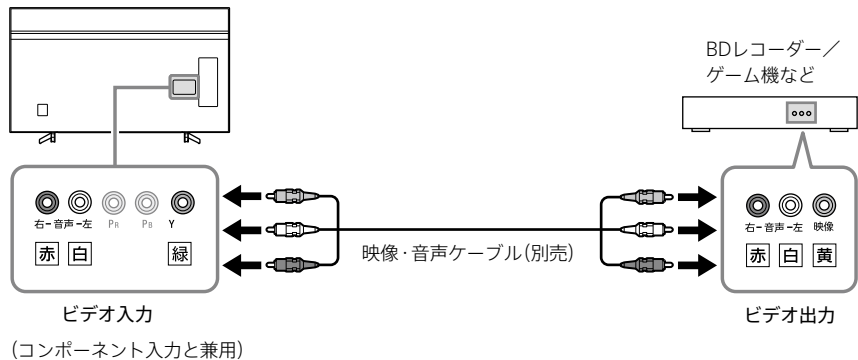 BDレコーダー／
ゲーム機など
右-音声-左 PR PB Y
赤 白 緑
ビデオ入力
(コンポーネント入力と兼用)
映像・音声ケーブル(別売)
右-音声-左 映像
赤 白 黄
ビデオ出力